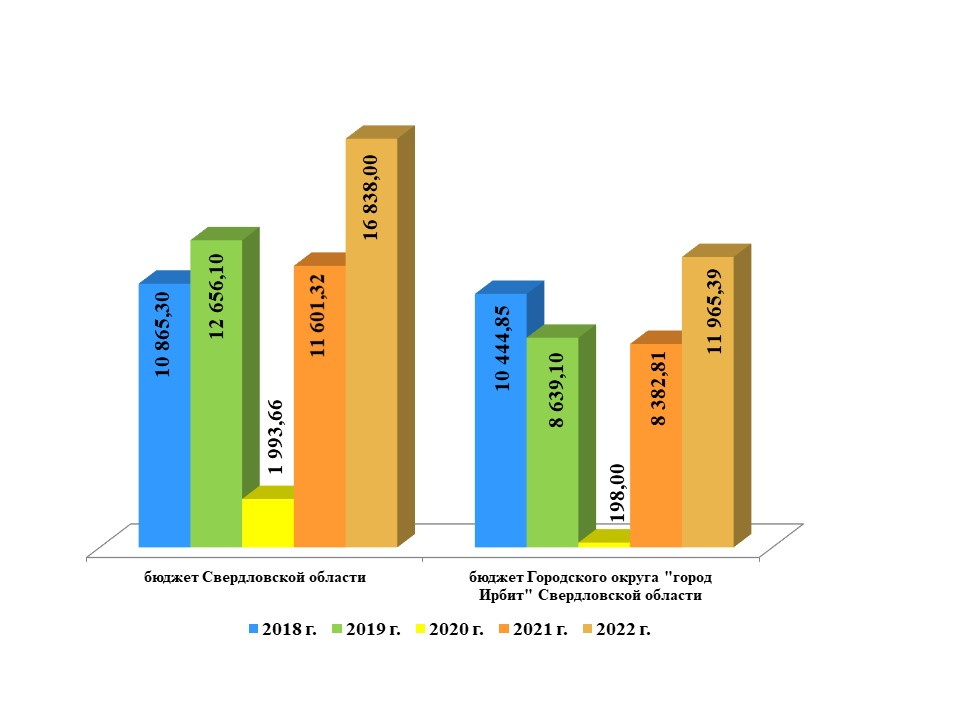 10 865,30
12 656,10
1 993,66
11 601,32
16 838,00
10 444,85
8 639,10
198,00
8 382,81
11 965,39
бюджет Свердловской области
бюджет Городского округа "город
Ирбит" Свердловской области
2018 г. 2019 г. 2020 г. 2021 г. 2022 г.